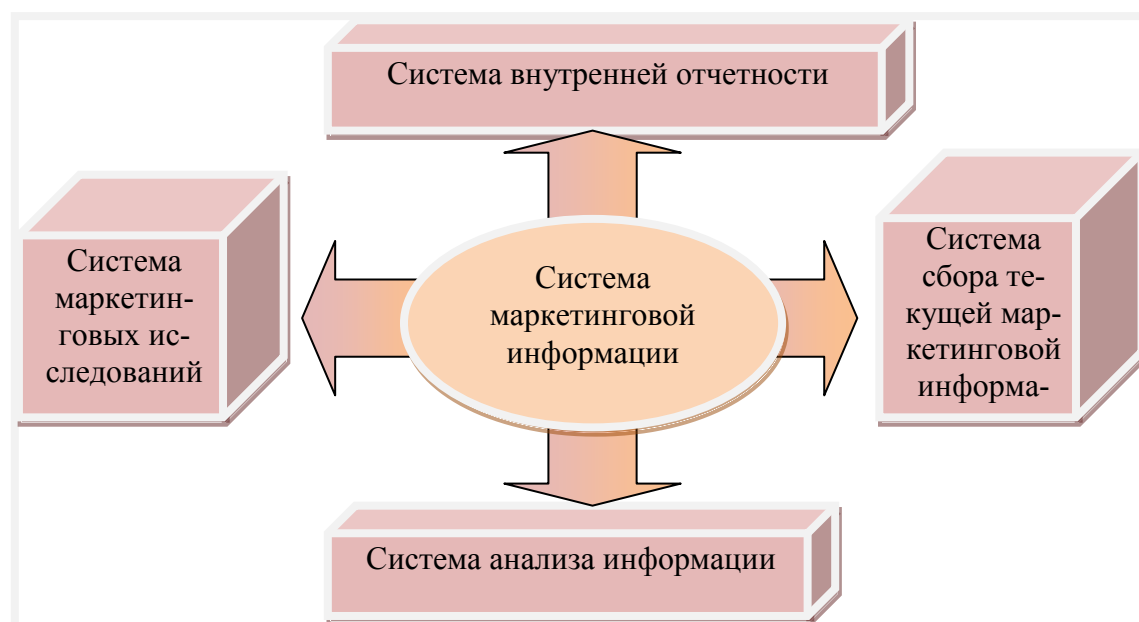 Система внутренней отчетности
Система
маркетин-
говых ис-
следований
Система
маркетинговой
информации
Система
сбора те-
кущей мар-
кетинговой
информа-
Система анализа информации